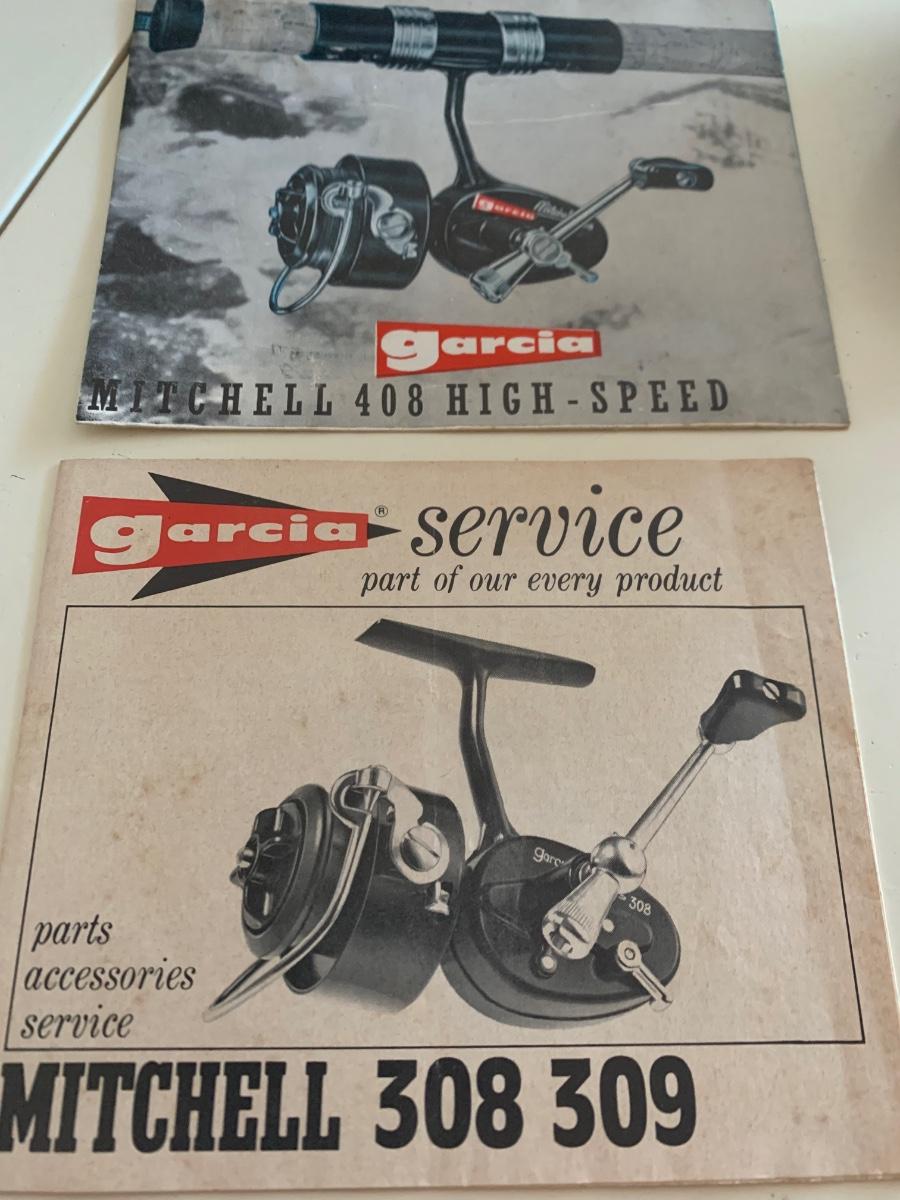 garcia
garcia
MITCHELL 408 HIGH-SPEED
garcia ® service
part of our every product
308
parts
accessories
service
MITCHELL 308 309